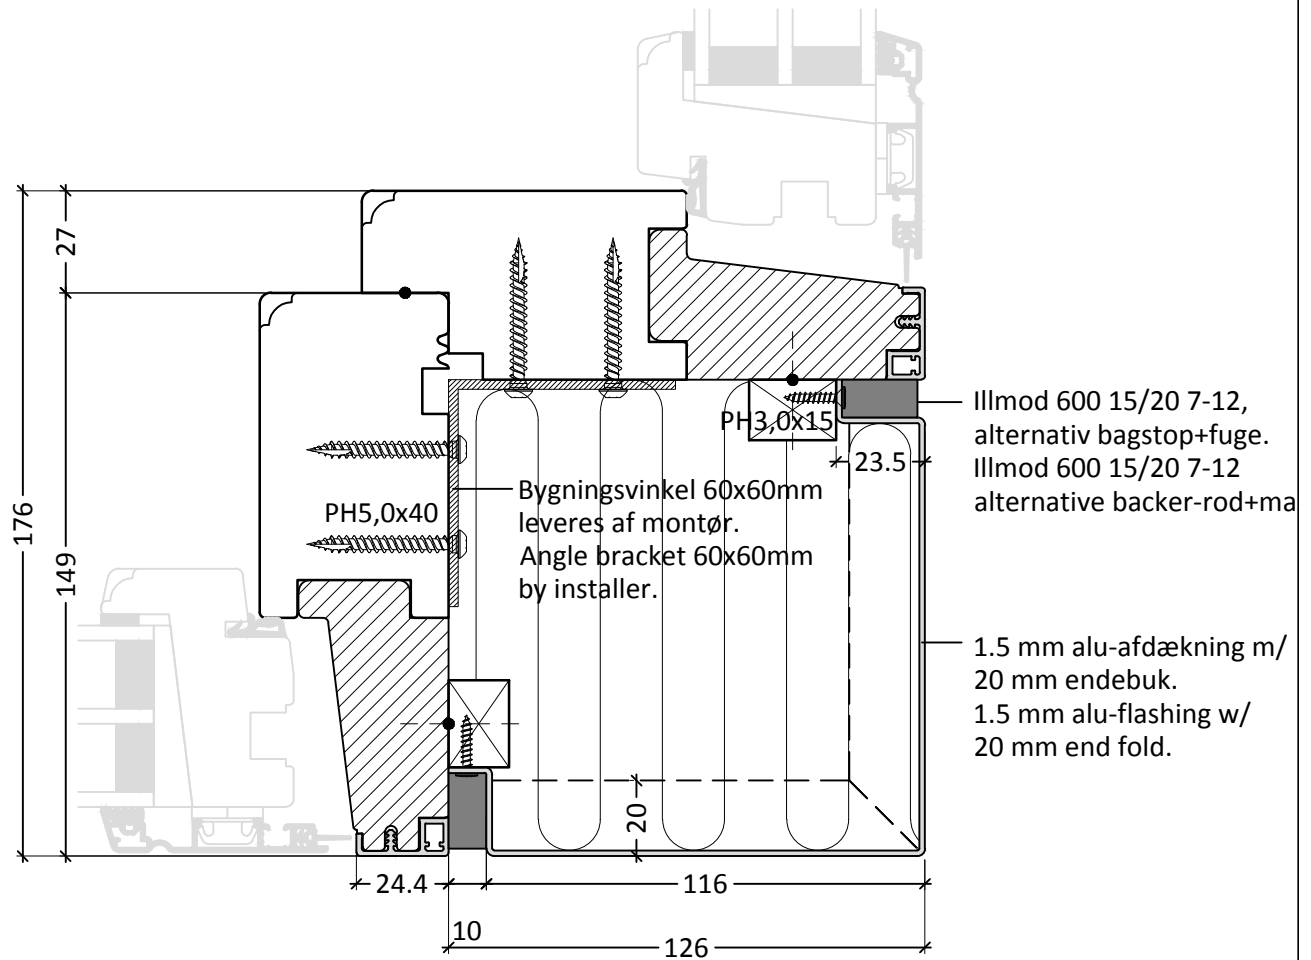 27
176
149
PH5,0x40
Bygningsvinkel 60x60mm
leveres af montør.
Angle bracket 60x60mm
by installer.
PH3,0x15
23.5
Illmod 600 15/20 7-12,
alternativ bagstop+fuge.
Illmod 600 15/20 7-12
alternative backer-rod+ma
1.5 mm alu-afdækning m/
20 mm endebuk.
1.5 mm alu-flashing w/
20 mm end fold.
20
24.4
116
10
126